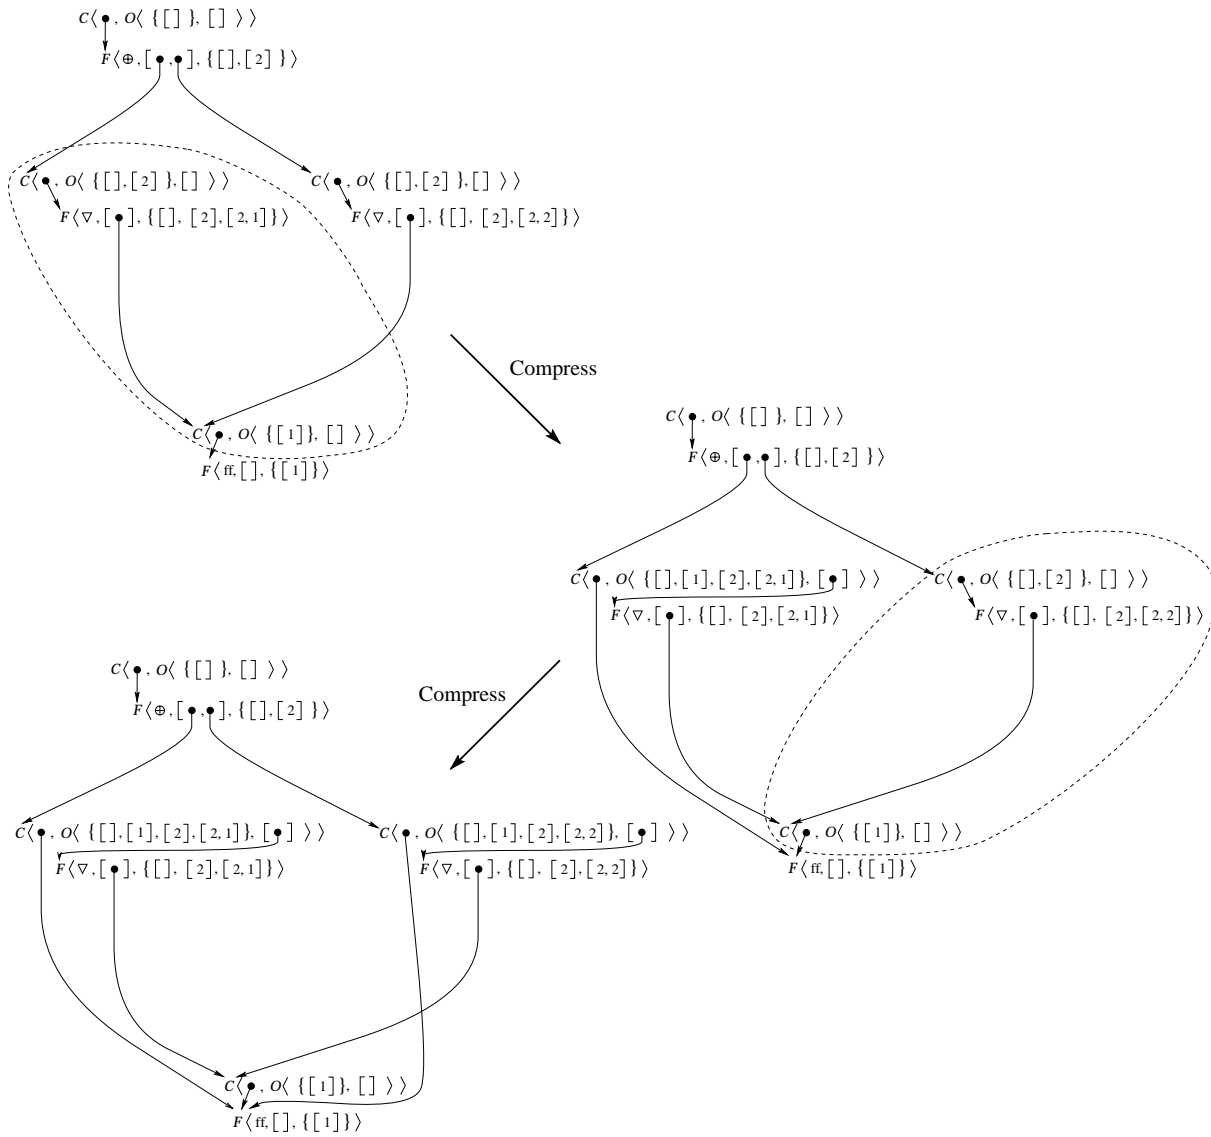 C⟨ ● , O⟨ { [ ] }, [ ] ⟩ ⟩
F⟨ ⊕ , [ ● , ● ] , { [ ] , [ 2 ] } ⟩
C⟨ ● , O⟨ { [ ] , [ 2 ] } , [ ] ⟩ ⟩
F⟨ ▽ , [ ● ] , { [ ] , [ 2 ] , [ 2, 1 ] } ⟩
C⟨ ● , O⟨ { [ ] , [ 2 ] } , [ ] ⟩ ⟩
F⟨ ▽ , [ ● ] , { [ ] , [ 2 ] , [ 2, 2 ] } ⟩
C⟨ ● , O⟨ { [ 1 ] } , [ ] ⟩ ⟩
F⟨ ff, [ ] , { [ 1 ] } ⟩
Compress
C⟨ ● , O⟨ { [ ] }, [ ] ⟩ ⟩
F⟨ ⊕ , [ ● , ● ] , { [ ] , [ 2 ] } ⟩
C⟨ ● , O⟨ { [ ] , [ 1 ] , [ 2 ] , [ 2, 1 ] } , [ ● ] ⟩ ⟩
F⟨ ▽ , [ ● ] , { [ ] , [ 2 ] , [ 2, 1 ] } ⟩
C⟨ ● , O⟨ { [ ] , [ 2 ] } , [ ] ⟩ ⟩
F⟨ ▽ , [ ● ] , { [ ] , [ 2 ] , [ 2, 2 ] } ⟩
C⟨ ● , O⟨ { [ 1 ] } , [ ] ⟩ ⟩
F⟨ ff, [ ] , { [ 1 ] } ⟩
Compress
C⟨ ● , O⟨ { [ ] }, [ ] ⟩ ⟩
F⟨ ⊕ , [ ● , ● ] , { [ ] , [ 2 ] } ⟩
C⟨ ● , O⟨ { [ ] , [ 1 ] , [ 2 ] , [ 2, 1 ] } , [ ● ] ⟩ ⟩
F⟨ ▽ , [ ● ] , { [ ] , [ 2 ] , [ 2, 1 ] } ⟩
C⟨ ● , O⟨ { [ ] , [ 1 ] , [ 2 ] , [ 2, 2 ] } , [ ● ] ⟩ ⟩
F⟨ ▽ , [ ● ] , { [ ] , [ 2 ] , [ 2, 2 ] } ⟩
C⟨ ● , O⟨ { [ 1 ] } , [ ] ⟩ ⟩
F⟨ ff, [ ] , { [ 1 ] } ⟩